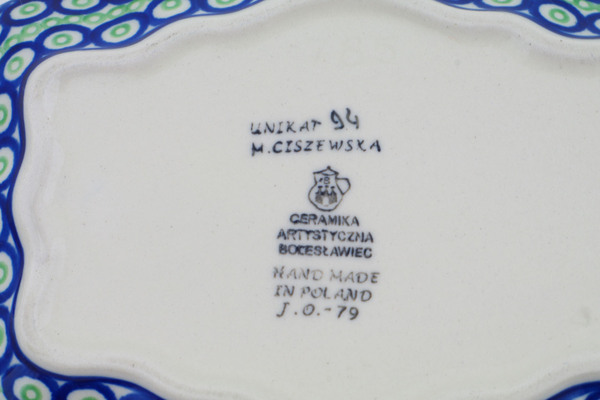 UNIKAT 94
M.CISZEWSKA
CERAMIKA
ARTYSTYCZNA
BOLESŁAWIEC
HAND MADE
IN POLAND
J.O.-79